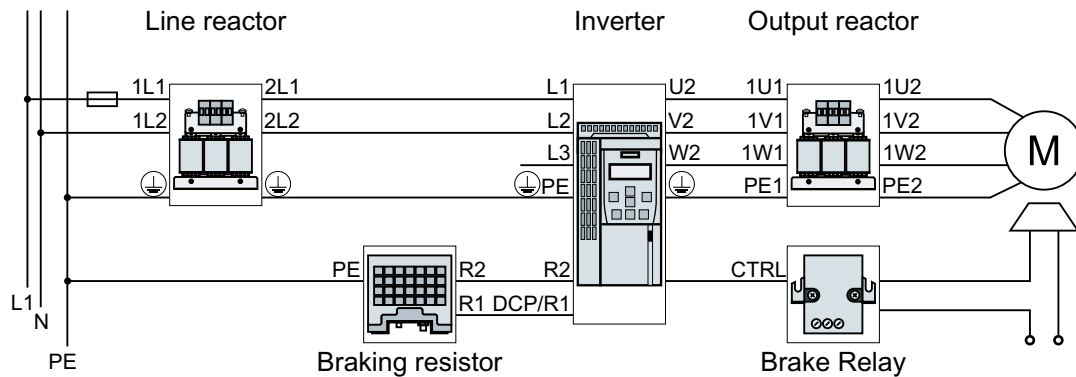 Line reactor Inverter Output reactor
1L1 2L1 L1 U2 1U1 1U2
1L2 2L2 L2 V2 1V1 1V2
L3 W2 1W1 1W2
M
PE PE1 PE2
PE R2 R2 CTRL
R1 DCP/R1
L1
N
PE
Braking resistor Brake Relay